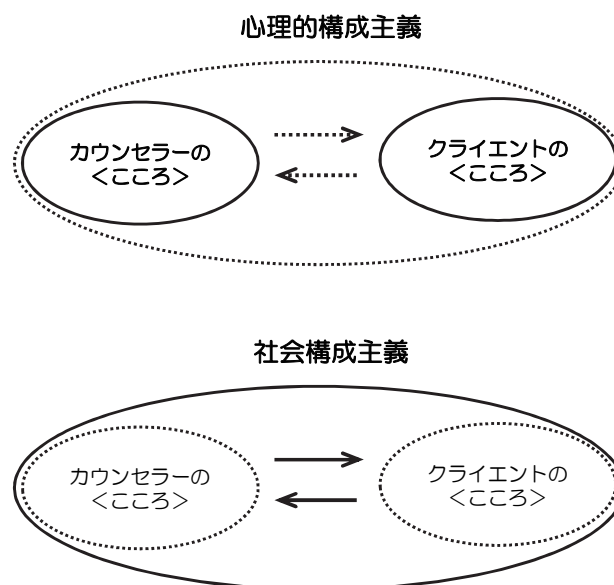 心理的構成主義
カウンセラーの
＜こころ＞
クライエントの
＜こころ＞
社会構成主義
カウンセラーの
＜こころ＞
クライエントの
＜こころ＞